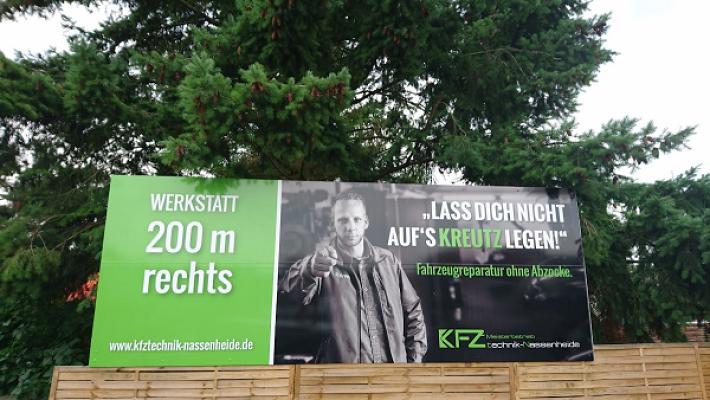 WERKSTATT
200 m
rechts
www.kfztechnik-nassenheide.de
„LASS DICH NICHT
AUF'S KREUTZ LEGEN!“
Fahrzeugreparatur ohne Abzocke.
KFZ Meisterbetrieb
technik-Nassenheide